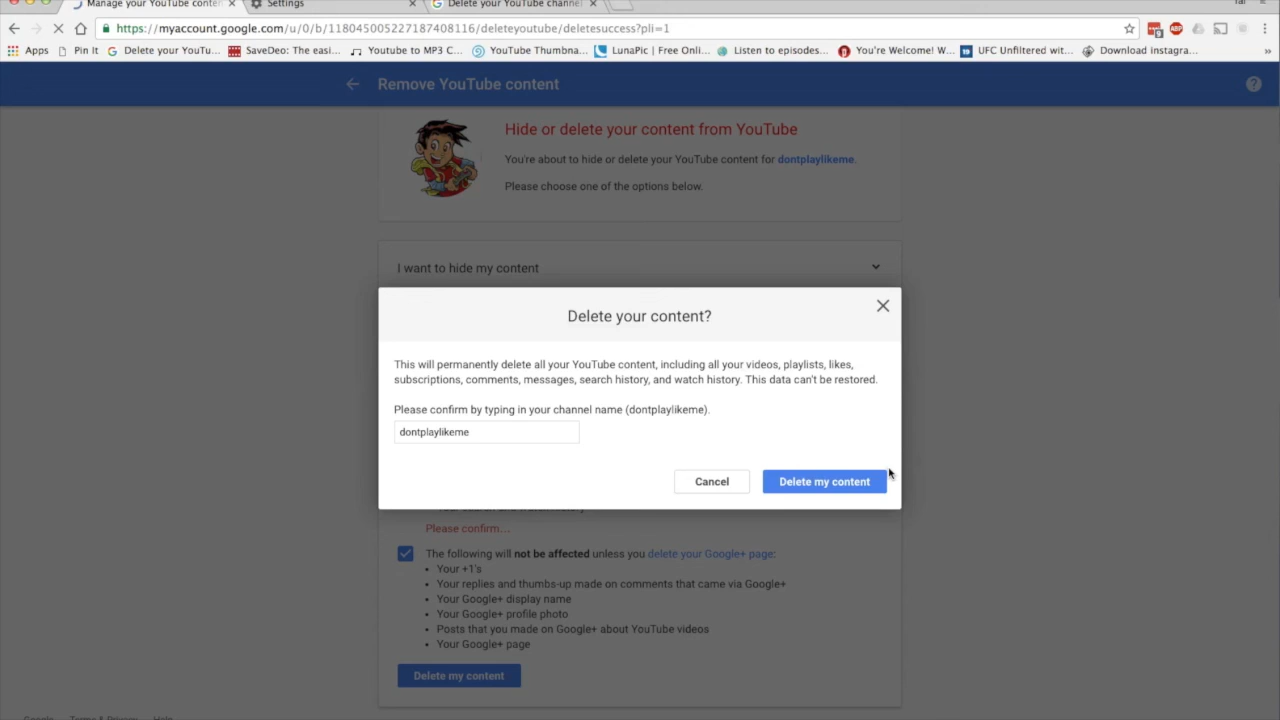 Manage your YouTube conten
Settings
Delete your YouTube channel
https://myaccount.google.com/u/0/b/118045005227187408116/deleteyoutube/deletesuccess?pli=1
Apps
Pin it
Delete your YouTu...
SaveDeo: The easi...
Youtube to MP3 C...
YouTube Thumbna...
LunaPic | Free Onli...
Listen to episodes...
You're Welcome! W...
UFC Unfiltered wit...
Download instagra...
Remove YouTube content
Hide or delete your content from YouTube
You're about to hide or delete your YouTube content for dontplaylikeme.
Please choose one of the options below.
I want to hide my content
Delete your content?
This will permanently delete all your YouTube content, including all your videos, playlists, likes,
subscriptions, comments, messages, search history, and watch history. This data can't be restored.
Please confirm by typing in your channel name (dontplaylikeme).
dontplaylikeme
Cancel
Delete my content
Please confirm...
The following will not be affected unless you delete your Google+ page:
• Your +1's
• Your replies and thumbs-up made on comments that came via Google+
• Your Google+ display name
• Your Google+ profile photo
• Posts that you made on Google+ about YouTube videos
• Your Google+ page
Delete my content
Google
Terms & Privacy
Help